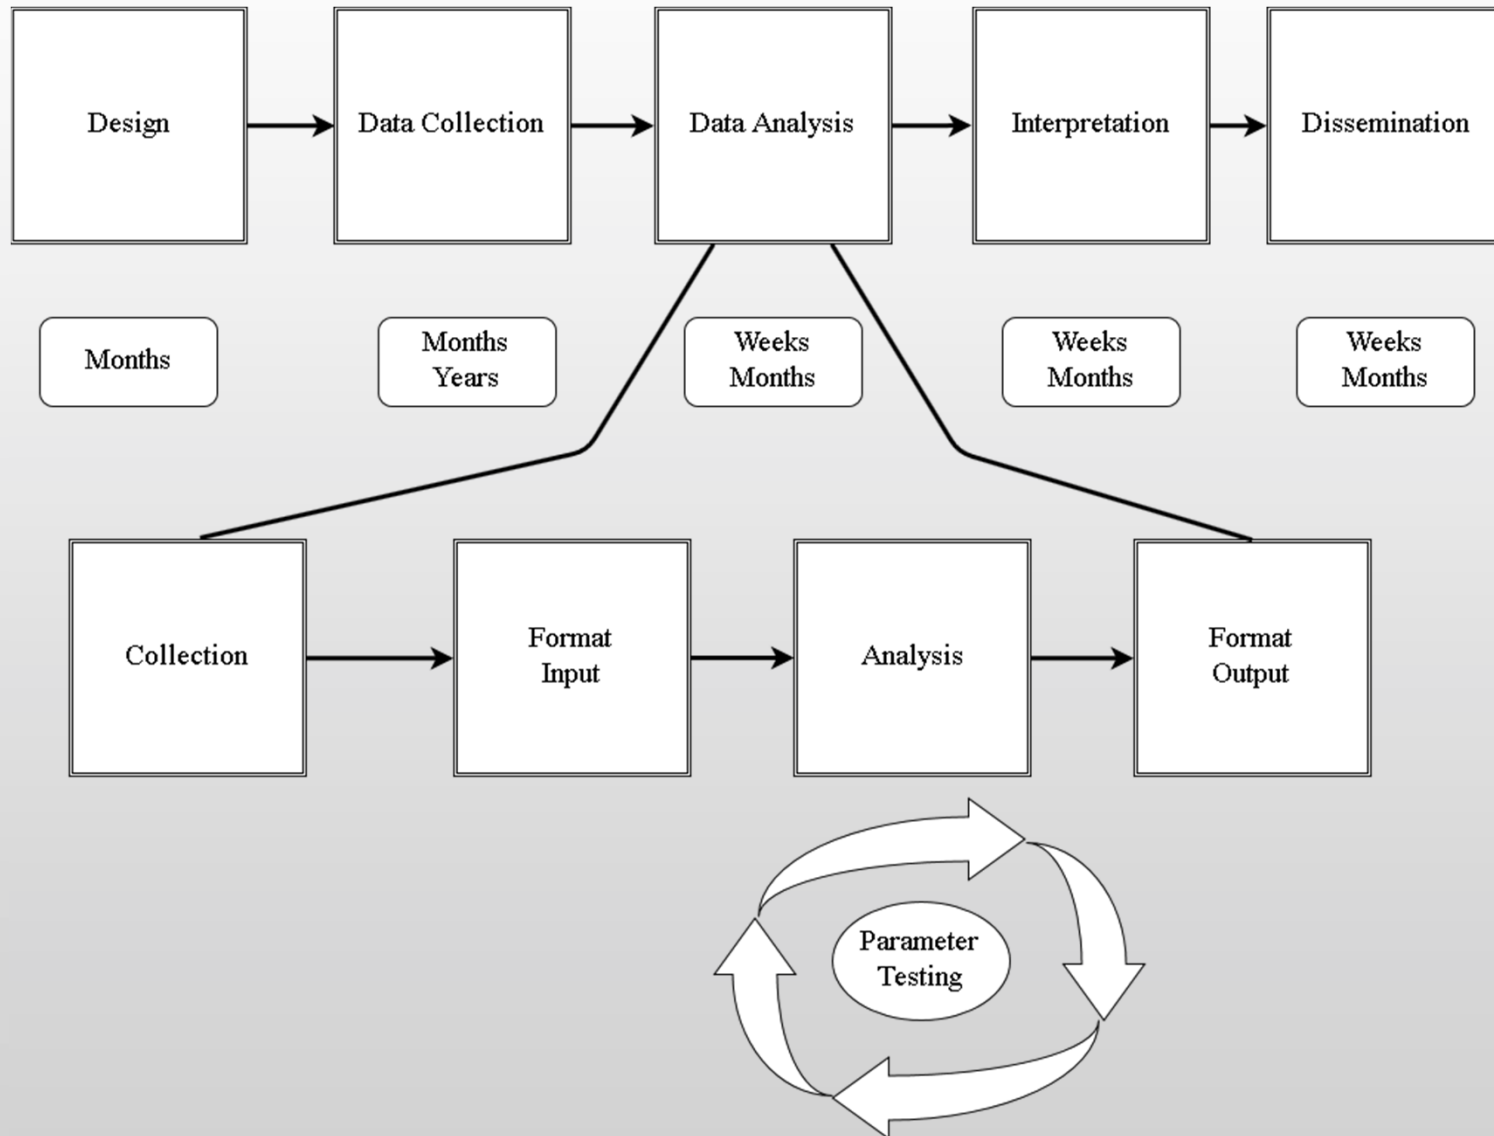 Design
Data Collection
Data Analysis
Interpretation
Dissemination
Months
Months
Years
Weeks
Months
Weeks
Months
Weeks
Months
Collection
Format
Input
Analysis
Format
Output
Parameter
Testing